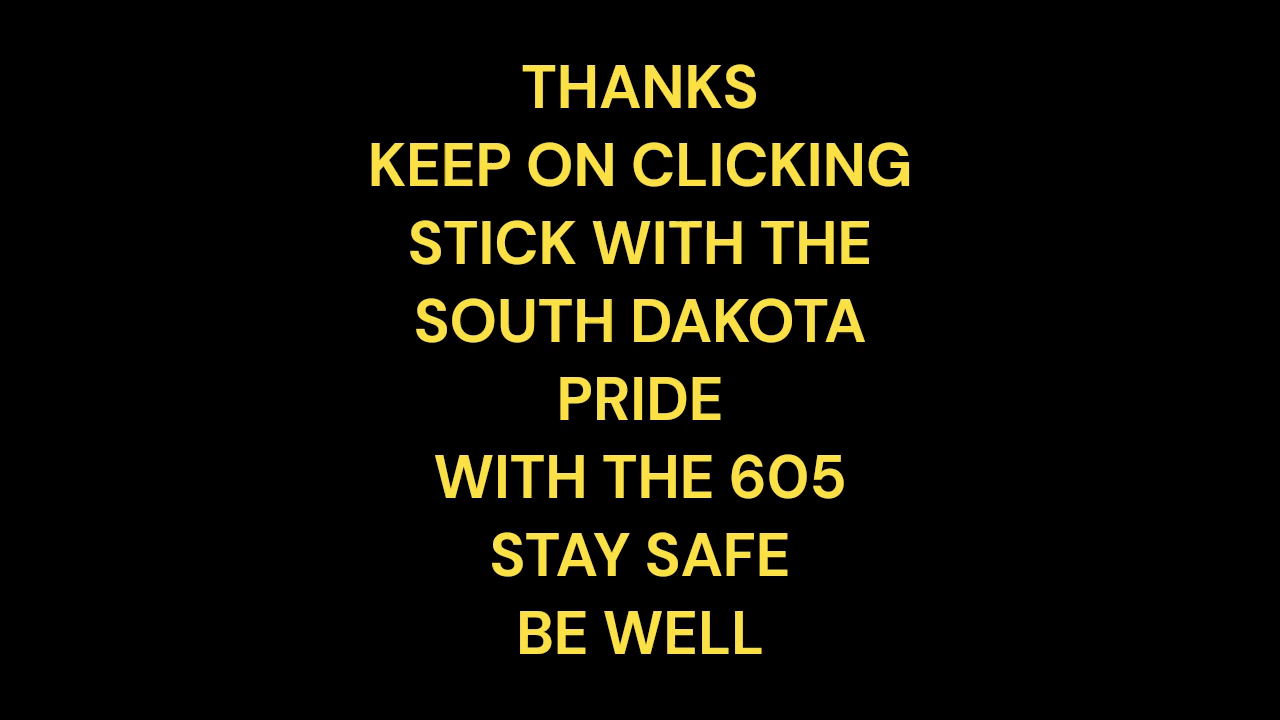 THANKS
KEEP ON CLICKING
STICK WITH THE
SOUTH DAKOTA
PRIDE
WITH THE 605
STAY SAFE
BE WELL